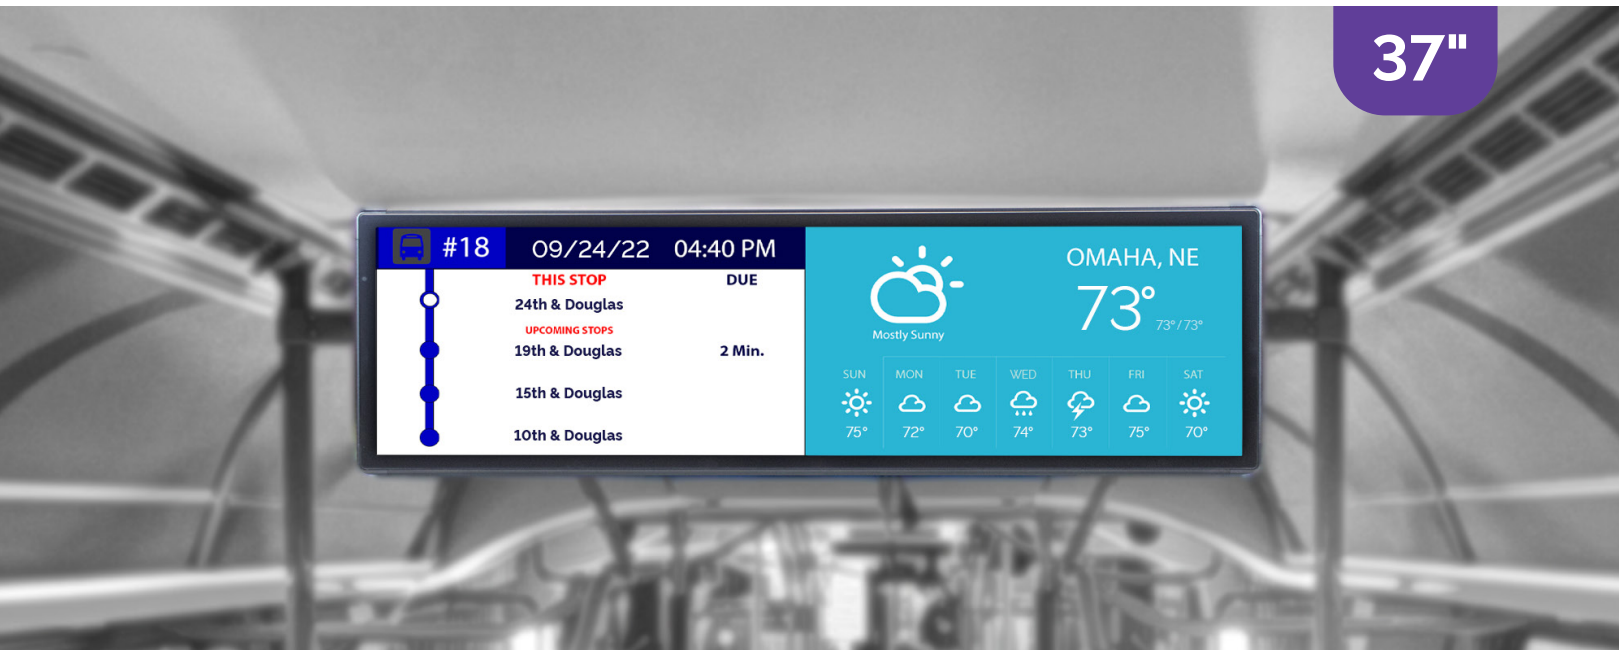 37"
#18 09/24/22 04:40 PM
THIS STOP DUE
24th & Douglas
UPCOMING STOPS
19th & Douglas 2 Min.
15th & Douglas
10th & Douglas
Mostly Sunny
OMAHA, NE
73°
73°/73°
SUN MON TUE WED THU FRI SAT
75° 72° 70° 74° 73° 75° 70°